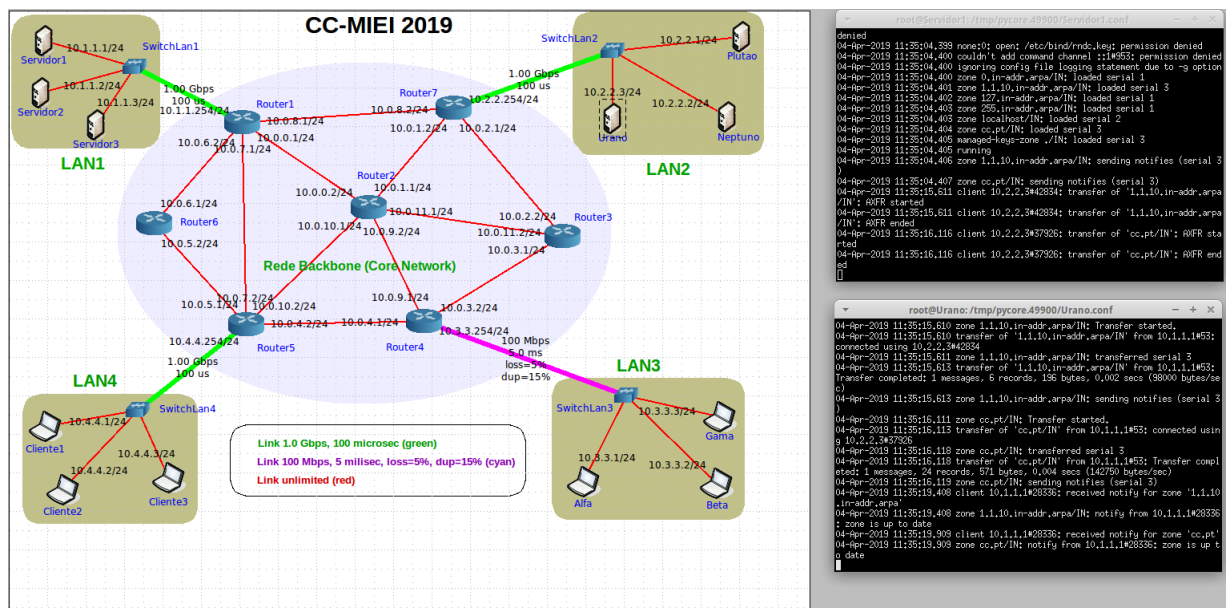 CC-MIEI 2019
Servidor1
10.1.1.1/24
SwitchLan1
10.1.1.2/24
Servidor2
10.1.1.3/24
Servidor3
LAN1
1.00 Gbps
100 us
10.1.1.254/24
Router1
10.0.8.1/24
10.0.0.1/24
10.0.6.2/24
10.0.7.1/24
Router7
10.0.8.2/24
10.2.2.254/24
10.0.1.2/24
10.0.2.1/24
1.00 Gbps
100 us
SwitchLan2
10.2.2.1/24
Plutao
10.2.2.3/24
10.2.2.2/24
Urano
Neptuno
LAN2
Router2
10.0.0.2/24
10.0.1.1/24
10.0.11.1/24
10.0.10.1/24
10.0.9.2/24
10.0.6.1/24
Router6
10.0.5.2/24
10.0.2.2/24
Router3
10.0.11.2/24
10.0.3.1/24
Rede Backbone (Core Network)
10.0.7.2/24
10.0.5.1/24
10.0.10.2/24
10.0.4.2/24
10.4.4.254/24
Router5
10.0.9.1/24
10.0.3.2/24
10.0.4.1/24
10.3.3.254/24
Router4
1.00 Gbps
100 us
100 Mbps
5.0 ms
loss=5%
dup=15%
LAN4
SwitchLan4
10.4.4.1/24
Cliente1
10.4.4.3/24
10.4.4.2/24
Cliente3
Cliente2
Link 1.0 Gbps, 100 microsec (green)
Link 100 Mbps, 5 milisec, loss=5%, dup=15% (cyan)
Link unlimited (red)
LAN3
SwitchLan3
10.3.3.3/24
Gama
10.3.3.1/24
10.3.3.2/24
Alfa
Beta
root@Servidor1: /tmp/pycore.49900/Servidor1.conf
denied
04-Apr-2019 11:35:04.399 none:0: open: /etc/bind/rndc.key: permission denied
04-Apr-2019 11:35:04.400 couldn't add command channel ::1#953: permission denied
04-Apr-2019 11:35:04.400 ignoring config file logging statement due to -g option
04-Apr-2019 11:35:04.401 zone 0.in-addr.arpa/IN: loaded serial 1
04-Apr-2019 11:35:04.401 zone 1.1.10.in-addr.arpa/IN: loaded serial 3
04-Apr-2019 11:35:04.402 zone 127.in-addr.arpa/IN: loaded serial 1
04-Apr-2019 11:35:04.403 zone 255.in-addr.arpa/IN: loaded serial 1
04-Apr-2019 11:35:04.403 zone localhost/IN: loaded serial 2
04-Apr-2019 11:35:04.404 zone cc.pt/IN: loaded serial 3
04-Apr-2019 11:35:04.405 managed-keys-zone ./IN: loaded serial 3
04-Apr-2019 11:35:04.405 running
04-Apr-2019 11:35:04.406 zone 1.1.10.in-addr.arpa/IN: sending notifies (serial 3
)
04-Apr-2019 11:35:04.407 zone cc.pt/IN: sending notifies (serial 3)
04-Apr-2019 11:35:15.611 client 10.2.2.3#42834: transfer of '1.1.10.in-addr.arpa
/IN': AXFR started
04-Apr-2019 11:35:15.611 client 10.2.2.3#42834: transfer of '1.1.10.in-addr.arpa
/IN': AXFR ended
04-Apr-2019 11:35:16.116 client 10.2.2.3#37926: transfer of 'cc.pt/IN': AXFR sta
rted
04-Apr-2019 11:35:16.116 client 10.2.2.3#37926: transfer of 'cc.pt/IN': AXFR end
ed
root@Urano: /tmp/pycore.49900/Urano.conf
04-Apr-2019 11:35:15.610 zone 1.1.10.in-addr.arpa/IN: Transfer started.
04-Apr-2019 11:35:15.610 transfer of '1.1.10.in-addr.arpa/IN' from 10.1.1.1#53:
connected using 10.2.2.3#42834
04-Apr-2019 11:35:15.611 zone 1.1.10.in-addr.arpa/IN: transferred serial 3
04-Apr-2019 11:35:15.613 transfer of '1.1.10.in-addr.arpa/IN' from 10.1.1.1#53:
Transfer completed: 1 messages, 6 records, 196 bytes, 0.002 secs (98000 bytes/se
c)
04-Apr-2019 11:35:15.613 zone 1.1.10.in-addr.arpa/IN: sending notifies (serial 3
)
04-Apr-2019 11:35:16.111 zone cc.pt/IN: Transfer started.
04-Apr-2019 11:35:16.113 transfer of 'cc.pt/IN' from 10.1.1.1#53: connected usin
g 10.2.2.3#37926
04-Apr-2019 11:35:16.118 zone cc.pt/IN: transferred serial 3
04-Apr-2019 11:35:16.118 transfer of 'cc.pt/IN' from 10.1.1.1#53: Transfer compl
eted: 1 messages, 24 records, 571 bytes, 0.004 secs (142750 bytes/sec)
04-Apr-2019 11:35:16.119 zone cc.pt/IN: sending notifies (serial 3)
04-Apr-2019 11:35:19.408 client 10.1.1.1#28336: received notify for zone '1.1.10
.in-addr.arpa'
04-Apr-2019 11:35:19.408 zone 1.1.10.in-addr.arpa/IN: notify from 10.1.1.1#28336
: zone is up to date
04-Apr-2019 11:35:19.909 client 10.1.1.1#28336: received notify for zone 'cc.pt'
04-Apr-2019 11:35:19.909 zone cc.pt/IN: notify from 10.1.1.1#28336: zone is up t
o date